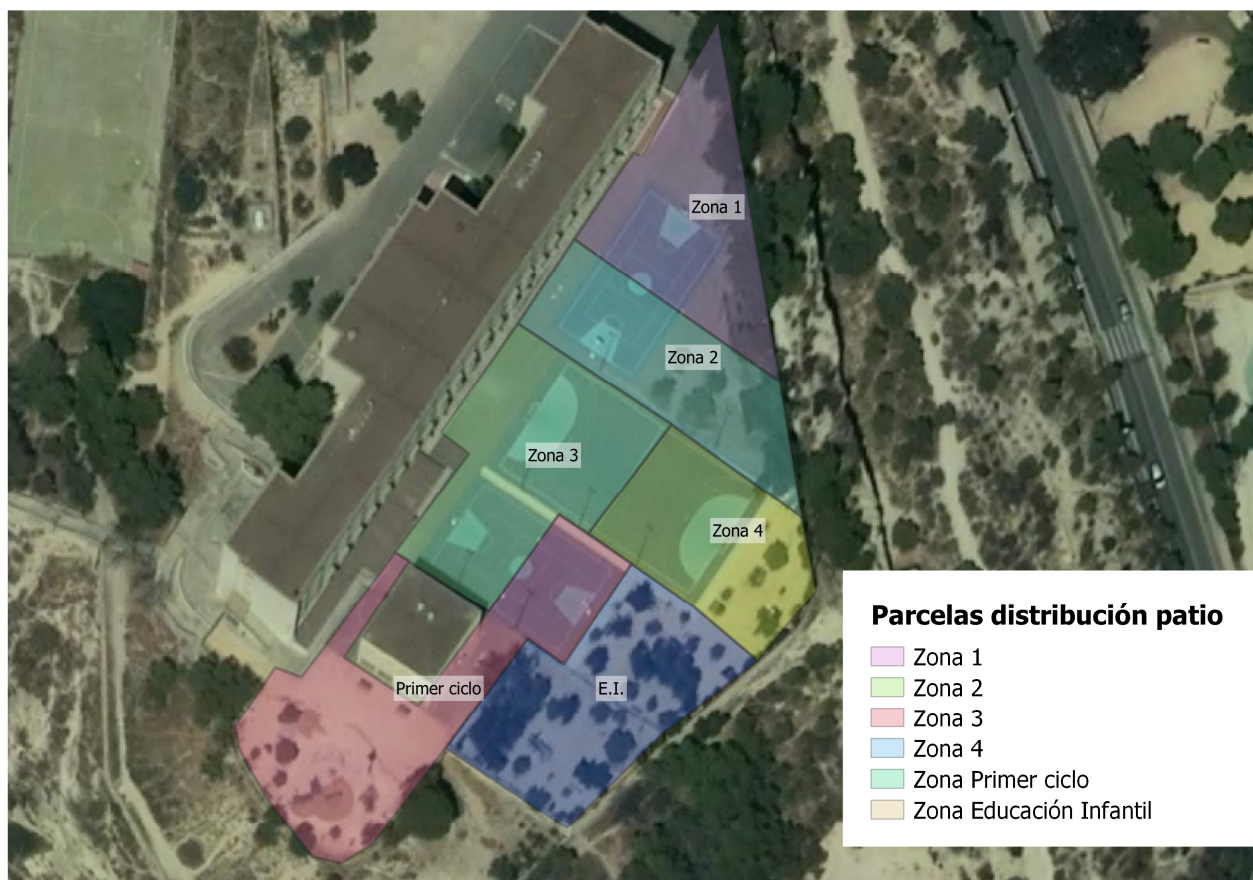 Zona 1
Zona 2
Zona 3
Zona 4
Primer ciclo
E.I.
Parcelas distribución patio
Zona 1
Zona 2
Zona 3
Zona 4
Zona Primer ciclo
Zona Educación Infantil